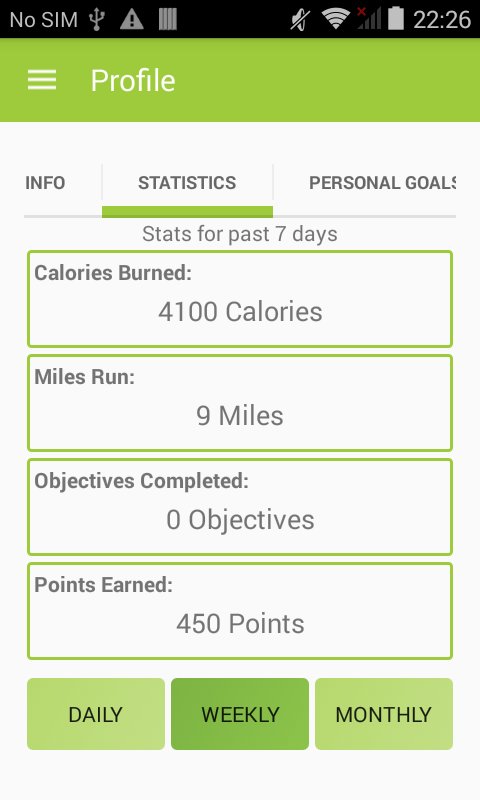 No SIM 22:26
Profile
INFO STATISTICS PERSONAL GOALS
Stats for past 7 days
Calories Burned:
4100 Calories
Miles Run:
9 Miles
Objectives Completed:
0 Objectives
Points Earned:
450 Points
DAILY WEEKLY MONTHLY